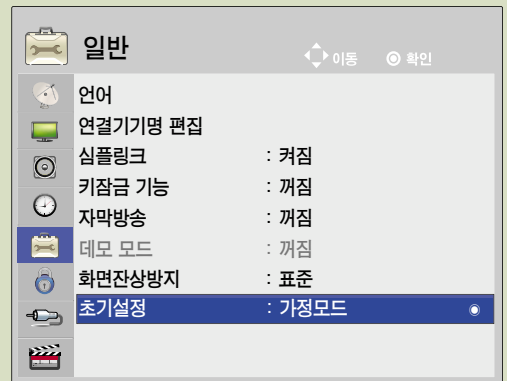 일반
이동 ◎ 확인
언어
연결기기명 편집
심플링크 : 켜짐
키잠금 기능 : 꺼짐
자막방송 : 꺼짐
데모 모드 : 꺼짐
화면잔상방지 : 표준
초기설정 : 가정모드 ◎